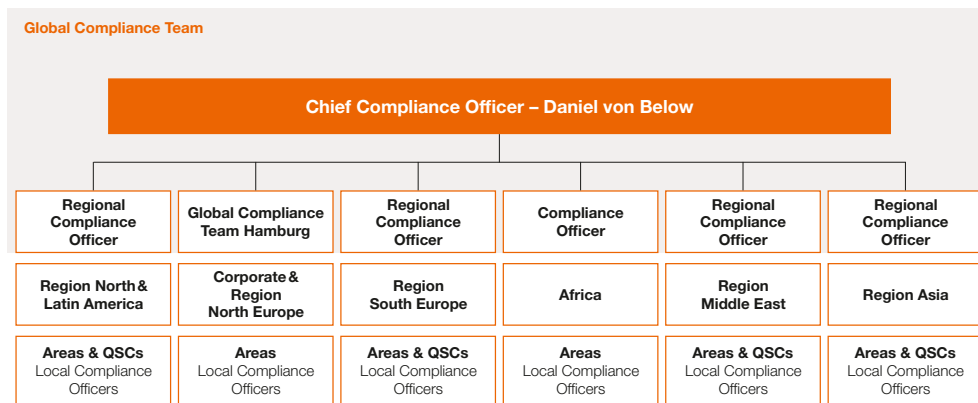 Global Compliance Team
Chief Compliance Officer – Daniel von Below
Regional
Compliance
Officer
Global Compliance
Team Hamburg
Regional
Compliance
Officer
Compliance
Officer
Regional
Compliance
Officer
Regional
Compliance
Officer
Region North &
Latin America
Corporate &
Region
North Europe
Region
South Europe
Africa
Region
Middle East
Region Asia
Areas & QSCs
Local Compliance
Officers
Areas
Local Compliance
Officers
Areas & QSCs
Local Compliance
Officers
Areas
Local Compliance
Officers
Areas & QSCs
Local Compliance
Officers
Areas & QSCs
Local Compliance
Officers